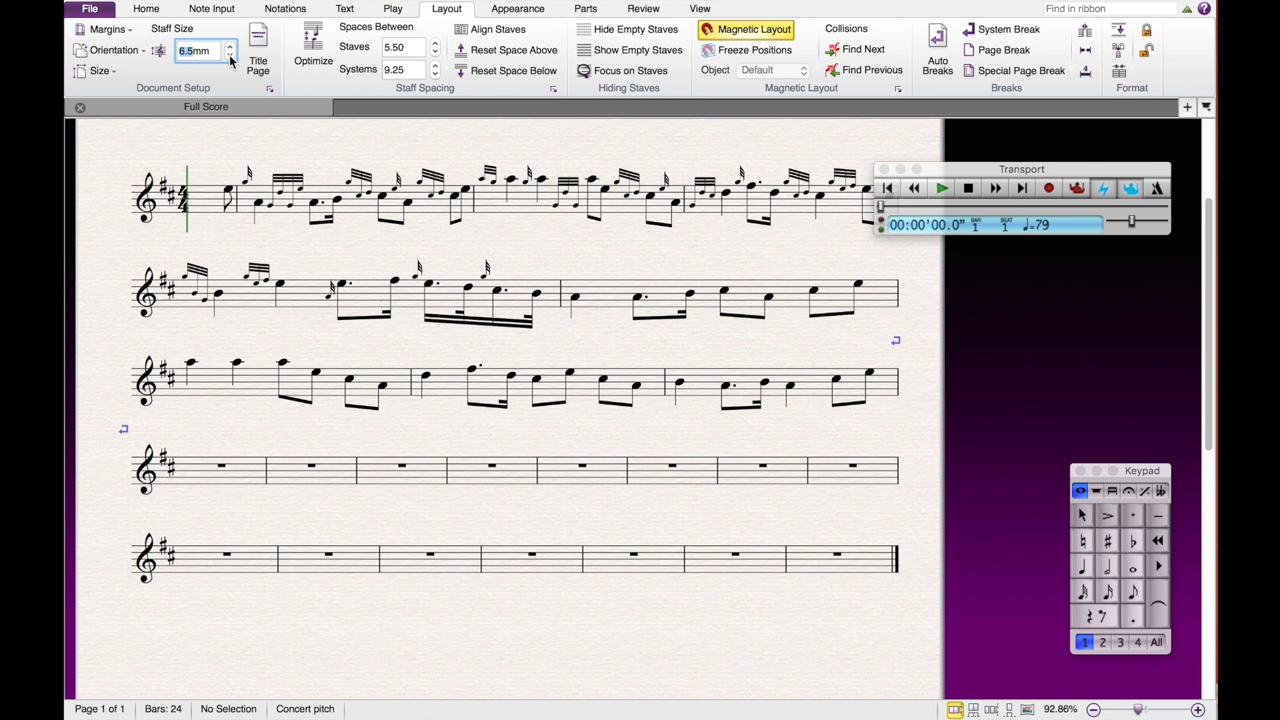 File Home Note Input Notations Text Play Layout Appearance Parts Review View Find in ribbon
Margins Staff Size Spaces Between Align Staves Hide Empty Staves Magnetic Layout Collisions System Break
Orientation 6.5mm Title Page Optimize Staves 5.50 Reset Space Above Show Empty Staves Freeze Positions Find Next Auto Breaks Page Break
Size Systems 9.25 Reset Space Below Focus on Staves Object Default Find Previous Special Page Break
Document Setup Staff Spacing Hiding Staves Magnetic Layout Breaks Format
Full Score
Transport
00:00'00.0" BAR 1 BEAT 1 ♩=79
4
4
Keypad
1 2 3 4 All
Page 1 of 1 Bars: 24 No Selection Concert pitch 92.86%